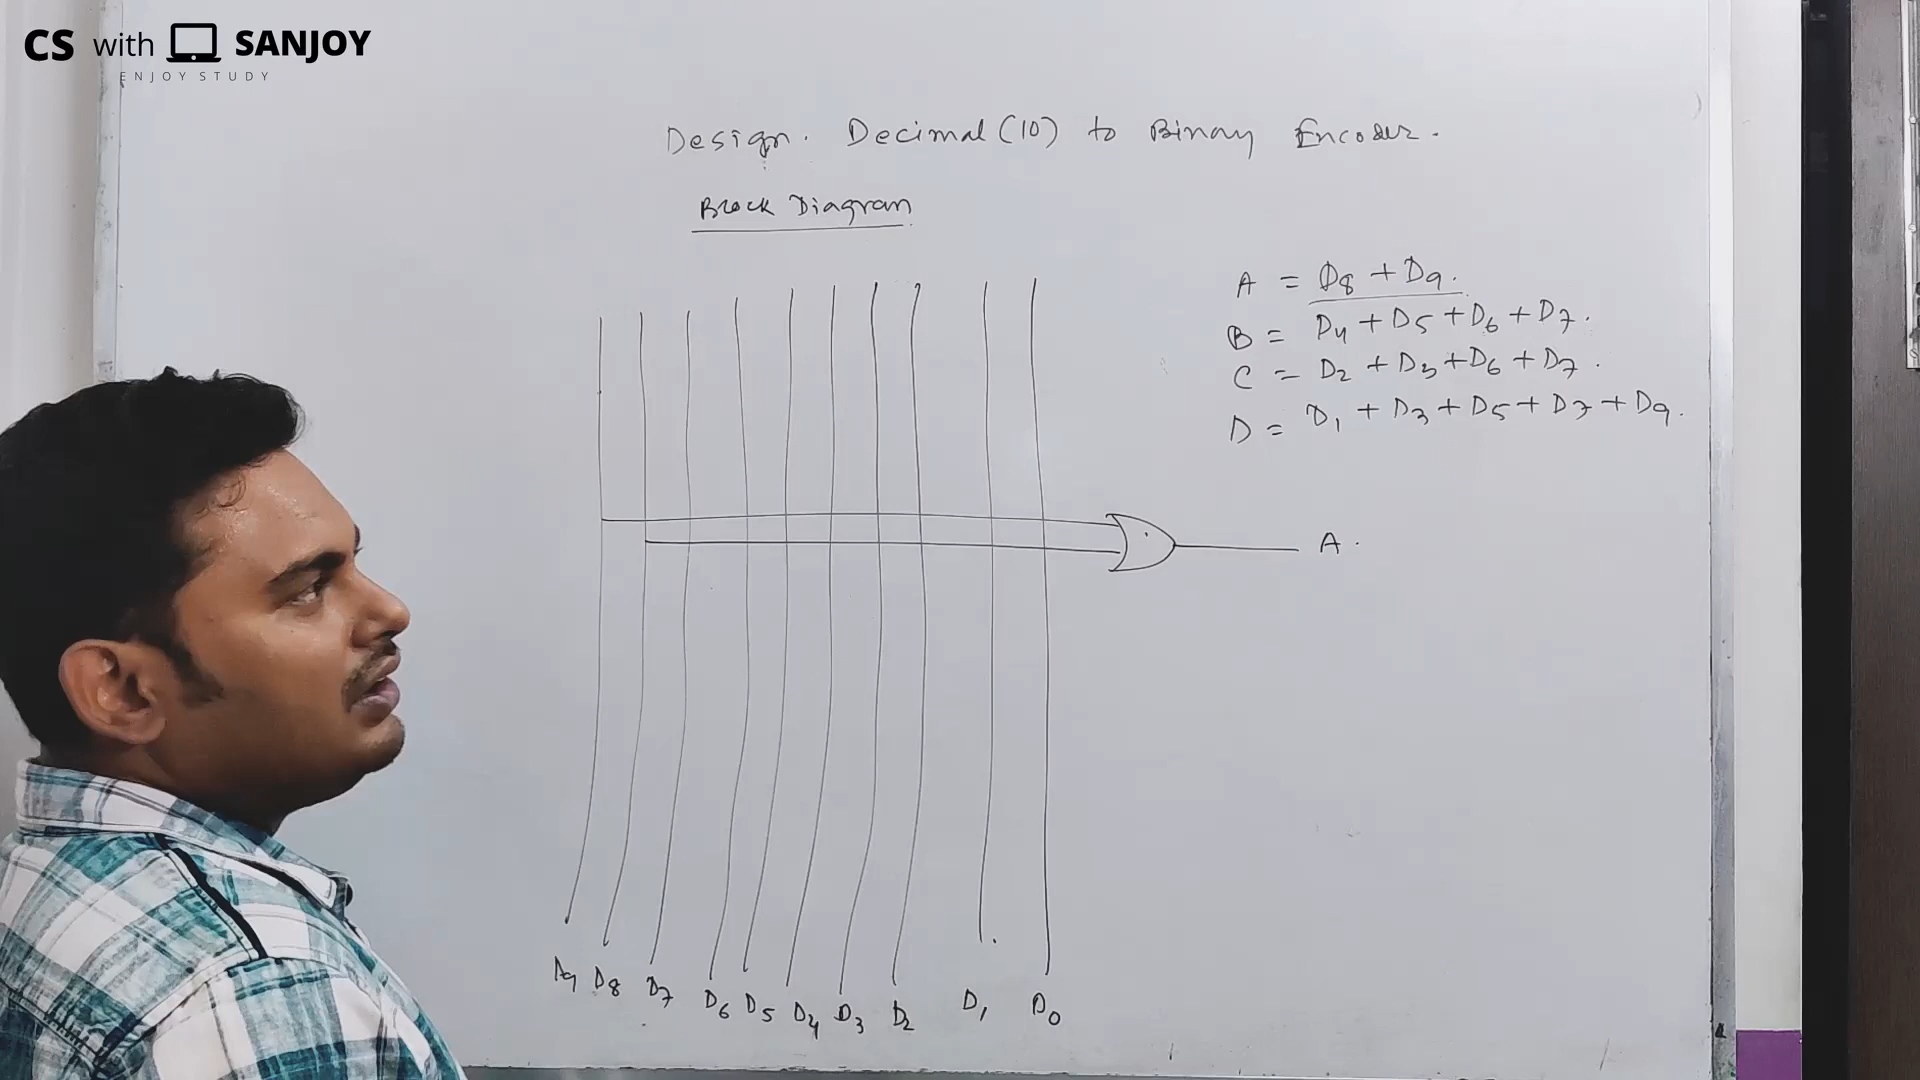 CS with SANJOY
ENJOY STUDY
Design. Decimal (10) to Binary Encoder.
Block Diagram
A = D8 + D9.
B = D4 + D5 + D6 + D7.
C = D2 + D3 + D6 + D7.
D = D1 + D3 + D5 + D7 + D9.
A.
D9 D8 D7 D6 D5 D4 D3 D2 D1 D0